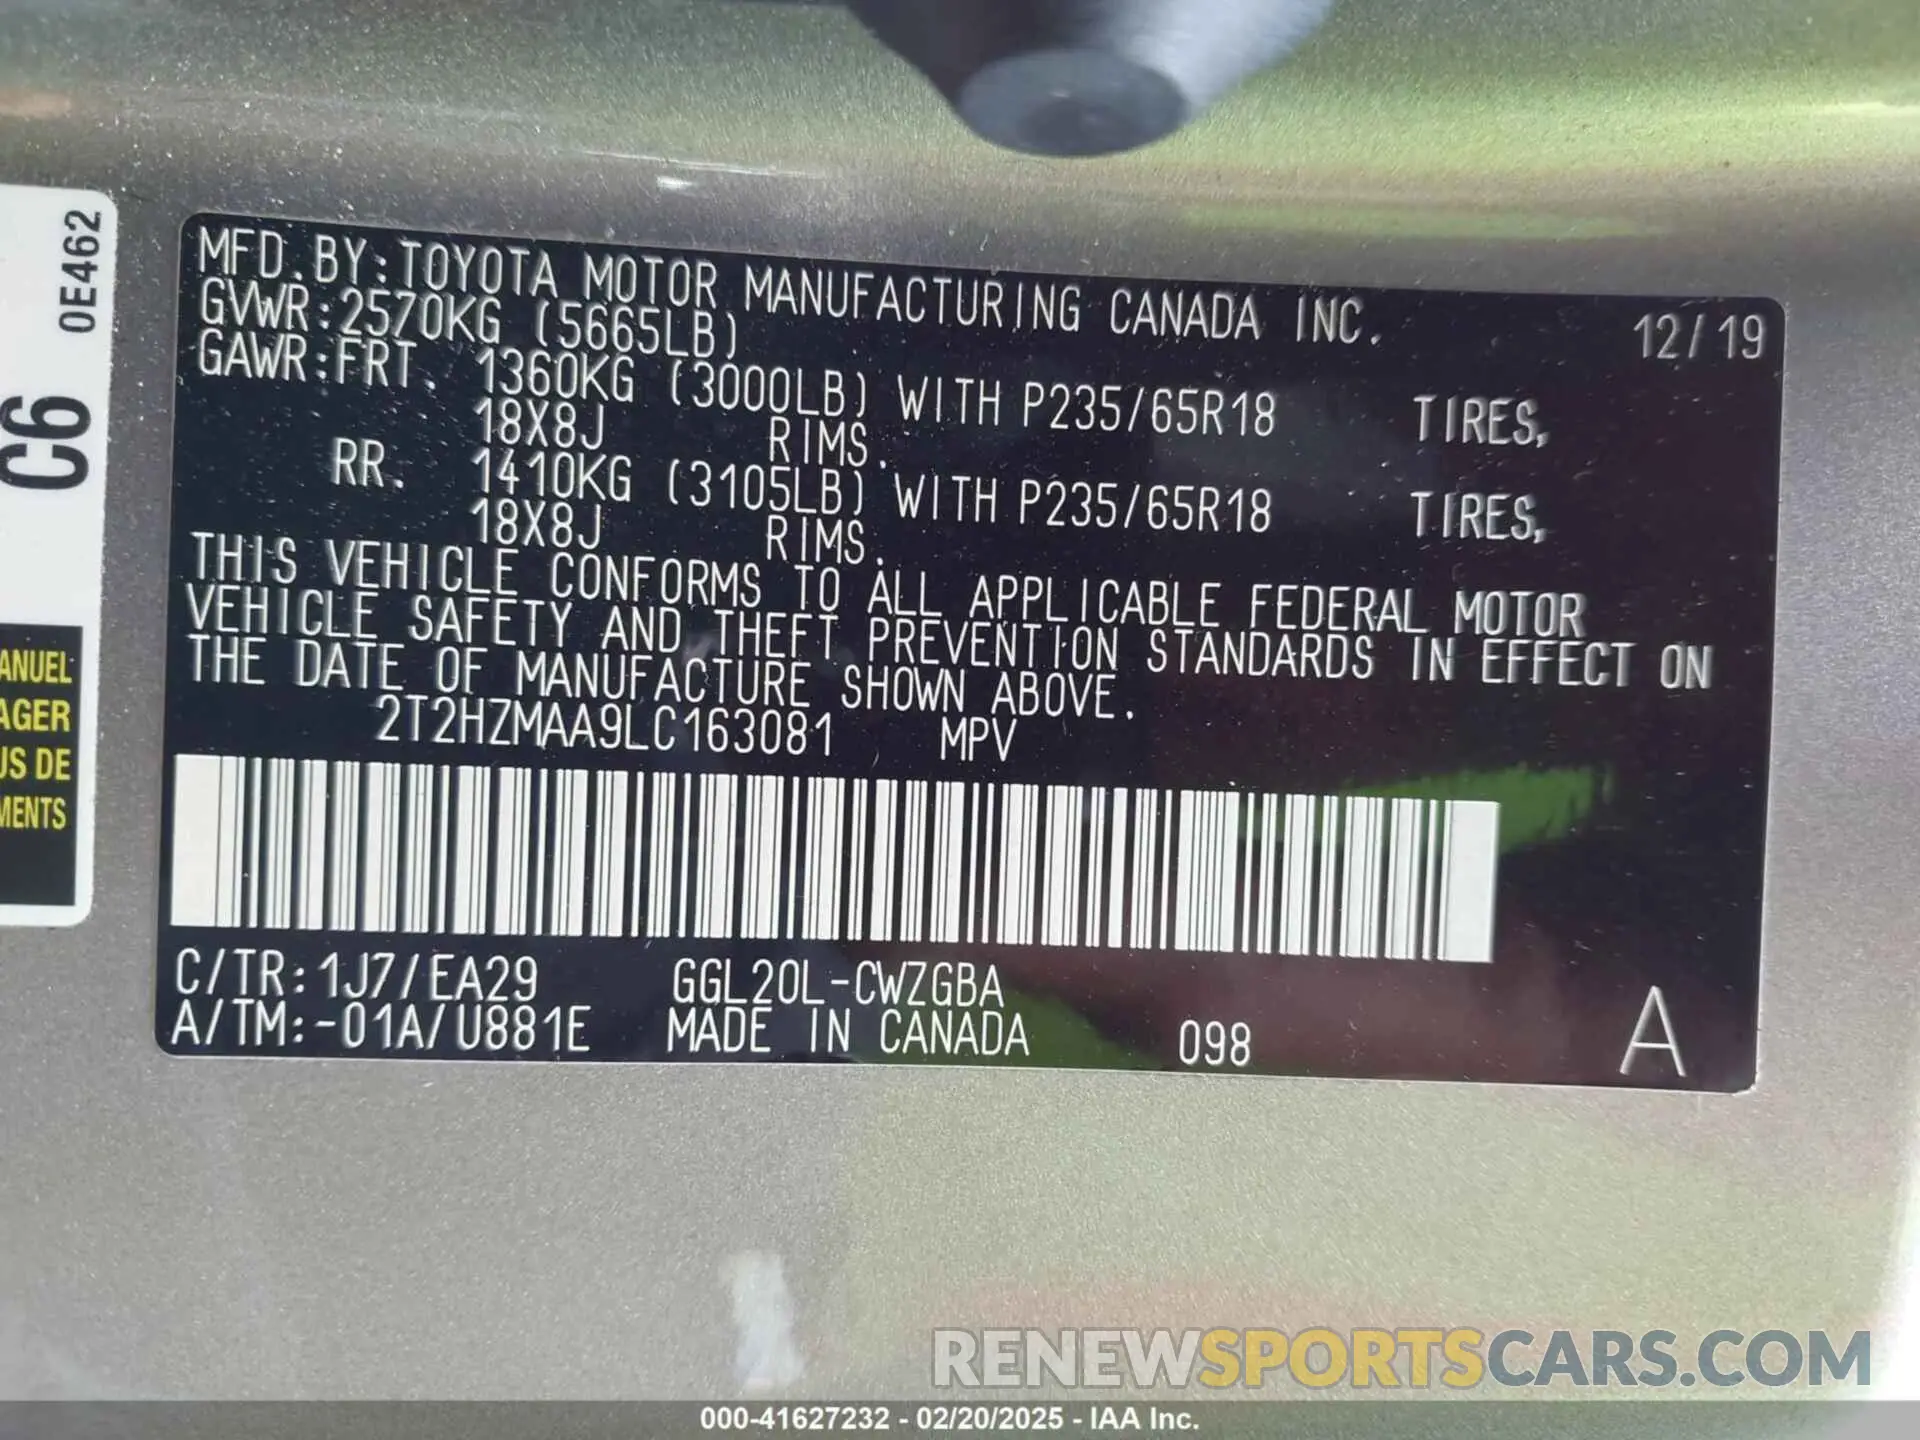 0E462
C6
ANUEL
AGER
US DE
MENTS
MFD. BY: TOYOTA MOTOR MANUFACTURING CANADA INC. 12/19
GVWR: 2570KG (5665LB)
GAWR: FRT. 1360KG (3000LB) WITH P235/65R18 TIRES,
18X8J RIMS.
RR. 1410KG (3105LB) WITH P235/65R18 TIRES,
18X8J RIMS.
THIS VEHICLE CONFORMS TO ALL APPLICABLE FEDERAL MOTOR
VEHICLE SAFETY AND THEFT PREVENTION STANDARDS IN EFFECT ON
THE DATE OF MANUFACTURE SHOWN ABOVE.
2T2HZMAA9LC163081 MPV
C/TR: 1J7/EA29 GGL20L-CWZGBA
A/TM: -01A/U881E MADE IN CANADA 098 A
RENEWSPORTSCARS.COM
000-41627232 - 02/20/2025 - IAA Inc.